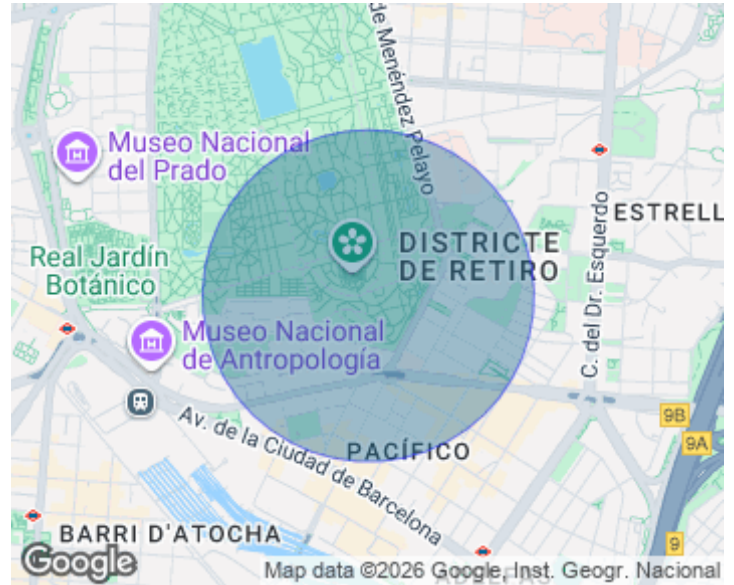 de Menéndez Pelayo
Museo Nacional
del Prado
ESTRELL
DISTRICTE
DE RETIRO
Real Jardín
Botánico
C. del Dr. Esquerdo
Museo Nacional
de Antropología
9B
Av. de la Ciudad de Barcelona
9A
PACÍFICO
BARRI D'ATOCHA
9
Google
Map data ©2026 Google, Inst. Geogr. Nacional